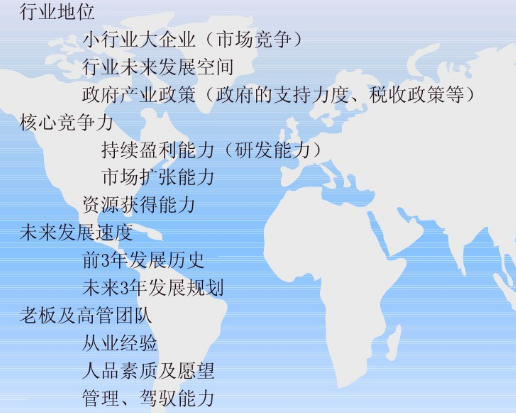 行业地位
小行业大企业（市场竞争）
行业未来发展空间
政府产业政策（政府的支持力度、税收政策等）
核心竞争力
持续盈利能力（研发能力）
市场扩张能力
资源获得能力
未来发展速度
前3年发展历史
未来3年发展规划
老板及高管团队
从业经验
人品素质及愿望
管理、驾驭能力